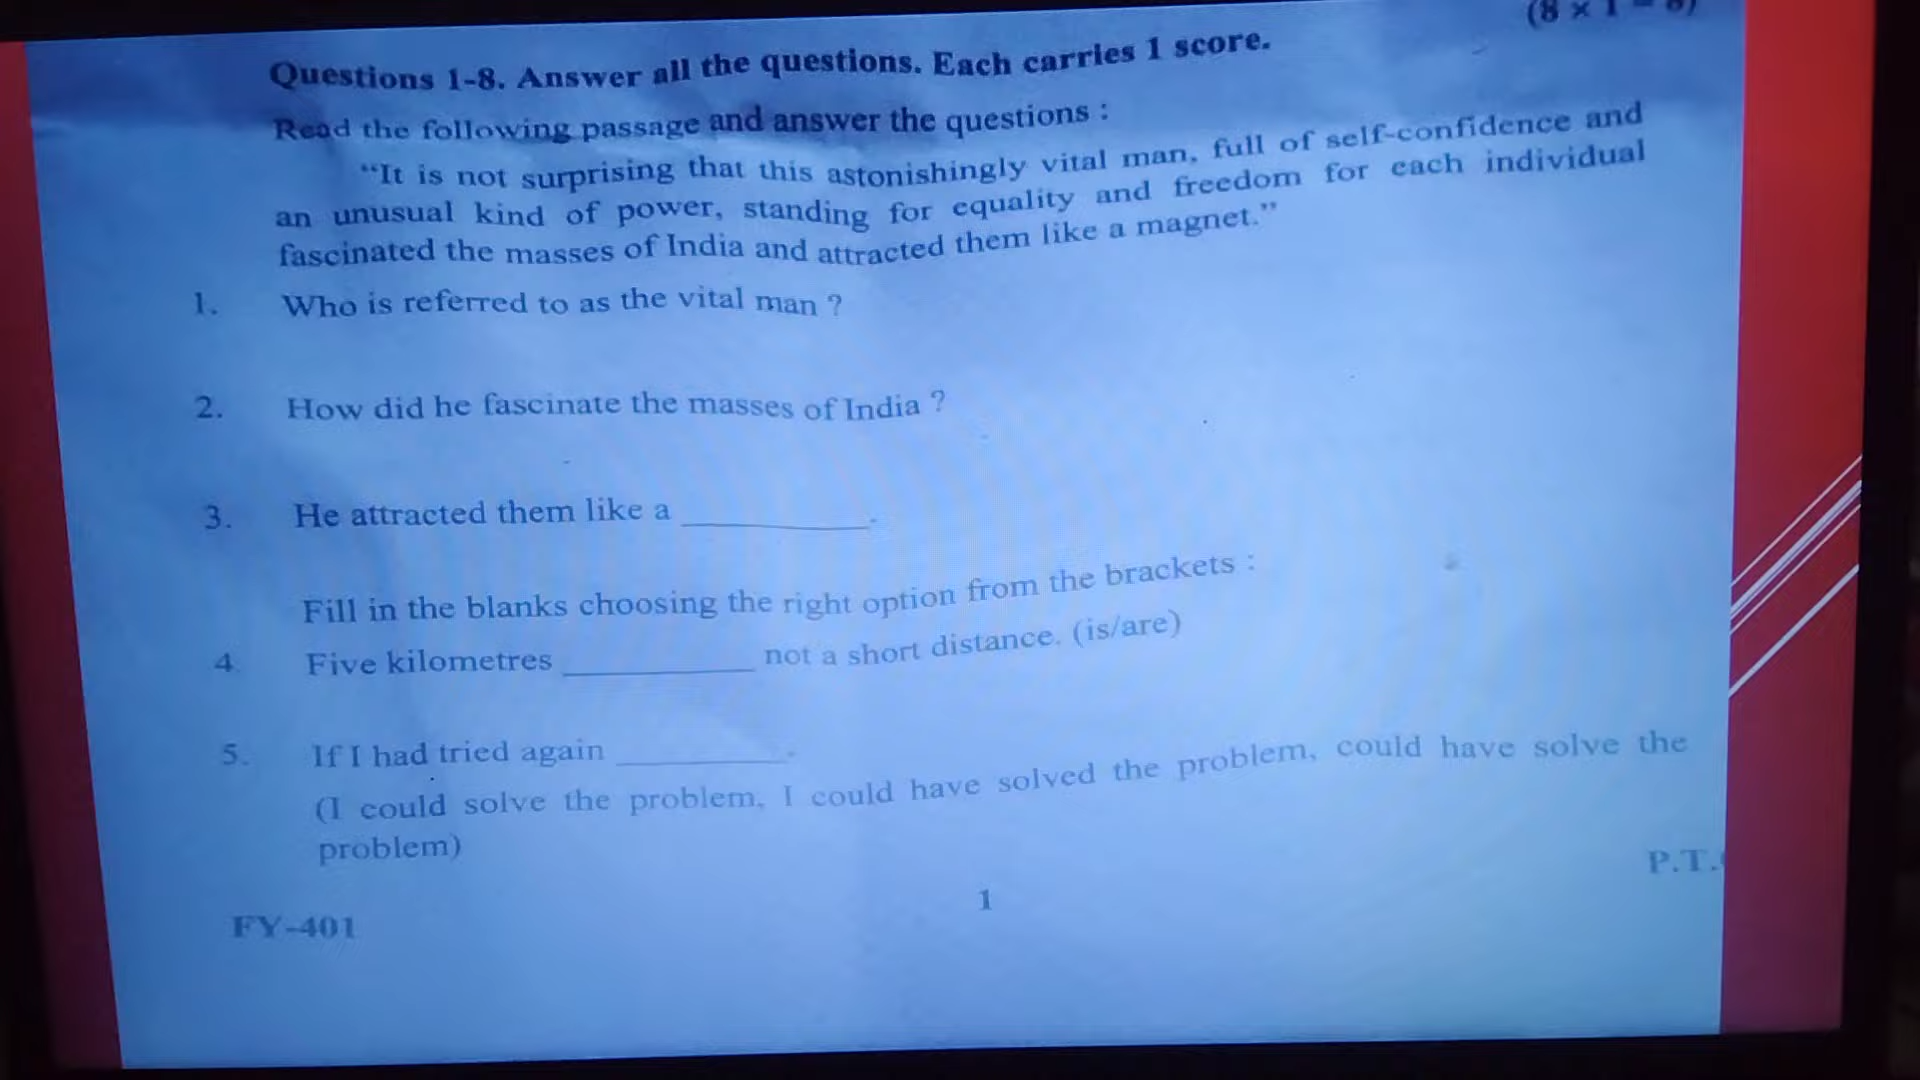 (8 × 1 = 8)
Questions 1-8. Answer all the questions. Each carries 1 score.
Read the following passage and answer the questions :
"It is not surprising that this astonishingly vital man, full of self-confidence and
an unusual kind of power, standing for equality and freedom for each individual
fascinated the masses of India and attracted them like a magnet."
1. Who is referred to as the vital man ?
2. How did he fascinate the masses of India ?
3. He attracted them like a ____________.
Fill in the blanks choosing the right option from the brackets :
4. Five kilometres ____________ not a short distance. (is/are)
5. If I had tried again ____________.
(I could solve the problem, I could have solved the problem, could have solve the
problem)
P.T.
1
FY-401